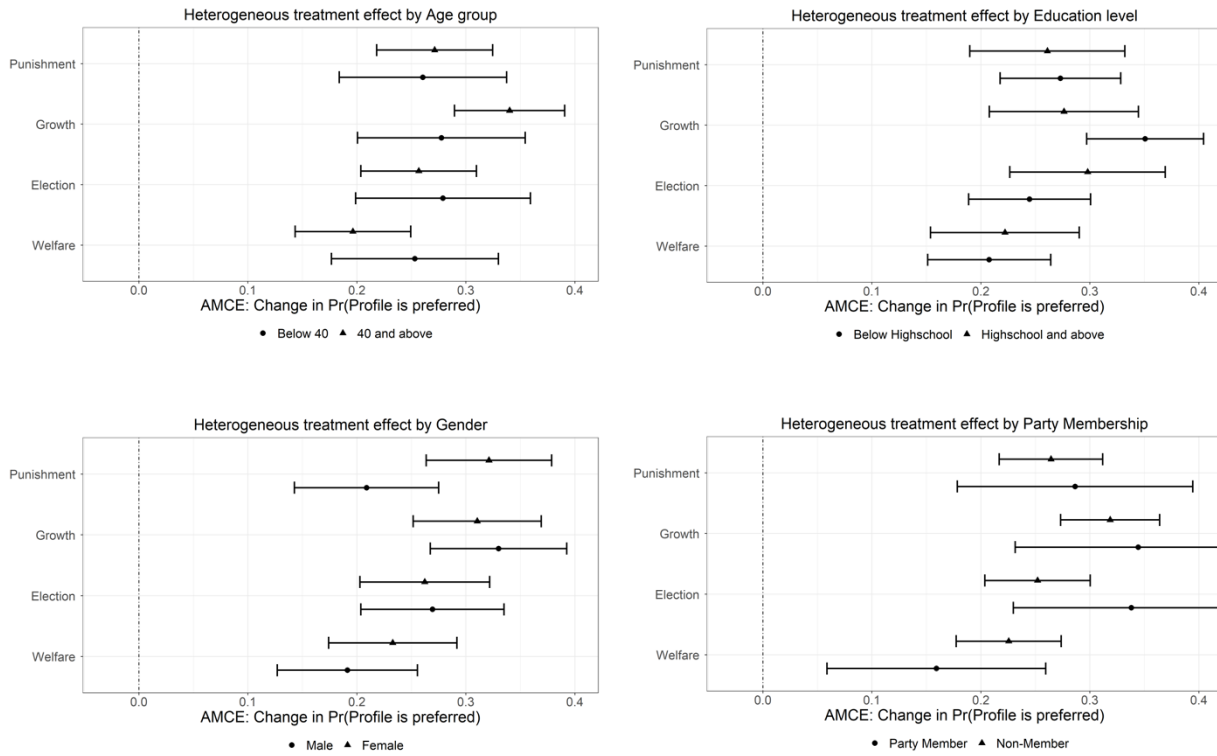 Heterogeneous treatment effect by Age group
Punishment
Growth
Election
Welfare
0.0 0.1 0.2 0.3 0.4
AMCE: Change in Pr(Profile is preferred)
Below 40 40 and above
Heterogeneous treatment effect by Education level
Punishment
Growth
Election
Welfare
0.0 0.1 0.2 0.3 0.4
AMCE: Change in Pr(Profile is preferred)
Below Highschool Highschool and above
Heterogeneous treatment effect by Gender
Punishment
Growth
Election
Welfare
0.0 0.1 0.2 0.3 0.4
AMCE: Change in Pr(Profile is preferred)
Male Female
Heterogeneous treatment effect by Party Membership
Punishment
Growth
Election
Welfare
0.0 0.1 0.2 0.3 0.4
AMCE: Change in Pr(Profile is preferred)
Party Member Non-Member